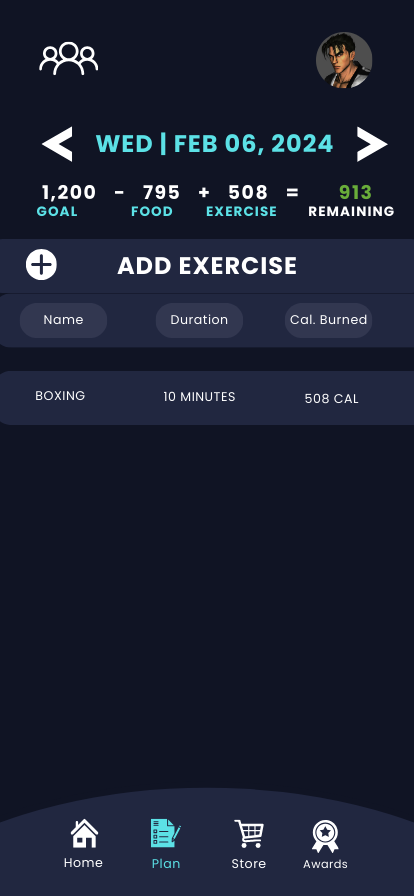 WED | FEB 06, 2024
1,200 - 795 + 508 = 913
GOAL FOOD EXERCISE REMAINING
ADD EXERCISE
Name Duration Cal. Burned
BOXING 10 MINUTES 508 CAL
Home Plan Store Awards